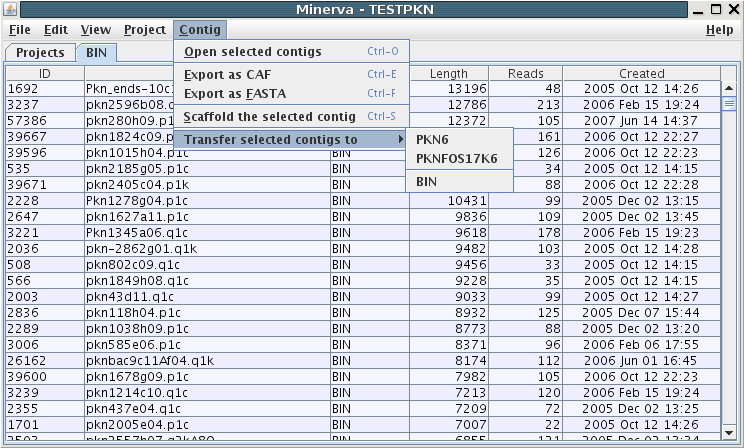 Minerva - TESTPKN
File Edit View Project Contig Help
Projects BIN
Open selected contigs Ctrl-O
Export as CAF Ctrl-E
Export as FASTA Ctrl-F
Scaffold the selected contig Ctrl-S
Transfer selected contigs to
PKN6
PKNFOS17K6
BIN
ID Length Reads Created
1692 13196 48 2005 Oct 12 14:26
3237 pkn2596b08. 12786 213 2006 Feb 15 19:24
57386 pkn280h09.p1 12372 105 2007 Jun 14 14:37
39667 pkn1824c09.p 161 2006 Oct 12 22:27
39596 pkn1015h04.p1c BIN 126 2006 Oct 12 22:23
535 pkn2185g05.p1c BIN 34 2005 Oct 12 14:15
39671 pkn2405c04.p1k BIN 88 2006 Oct 12 22:28
2228 Pkn1278g04.p1c BIN 10431 99 2005 Dec 02 13:15
2647 pkn1627a11.p1c BIN 9836 109 2005 Dec 02 13:45
3221 Pkn1345a06.q1c BIN 9618 178 2006 Feb 15 19:23
2036 pkn-2862g01.q1k BIN 9482 103 2005 Oct 12 14:28
508 pkn802c09.q1c BIN 9456 33 2005 Oct 12 14:15
566 pkn1849h08.q1c BIN 9228 35 2005 Oct 12 14:15
2003 pkn43d11.q1c BIN 9033 99 2005 Oct 12 14:27
2836 pkn118h04.p1c BIN 8932 125 2005 Dec 07 15:44
2289 pkn1038h09.p1c BIN 8773 88 2005 Dec 02 13:20
3006 pkn585e06.p1c BIN 8371 96 2006 Feb 06 17:55
26162 pknbac9c11Af04.q1k BIN 8174 112 2006 Jun 01 16:45
39600 pkn1678g09.p1c BIN 7982 105 2006 Oct 12 22:23
3239 pkn1214c10.q1c BIN 7213 120 2006 Feb 15 19:24
2355 pkn437e04.q1c BIN 7209 72 2005 Dec 02 13:25
1701 pkn2005e04.p1c BIN 7007 22 2005 Oct 12 14:26
BIN